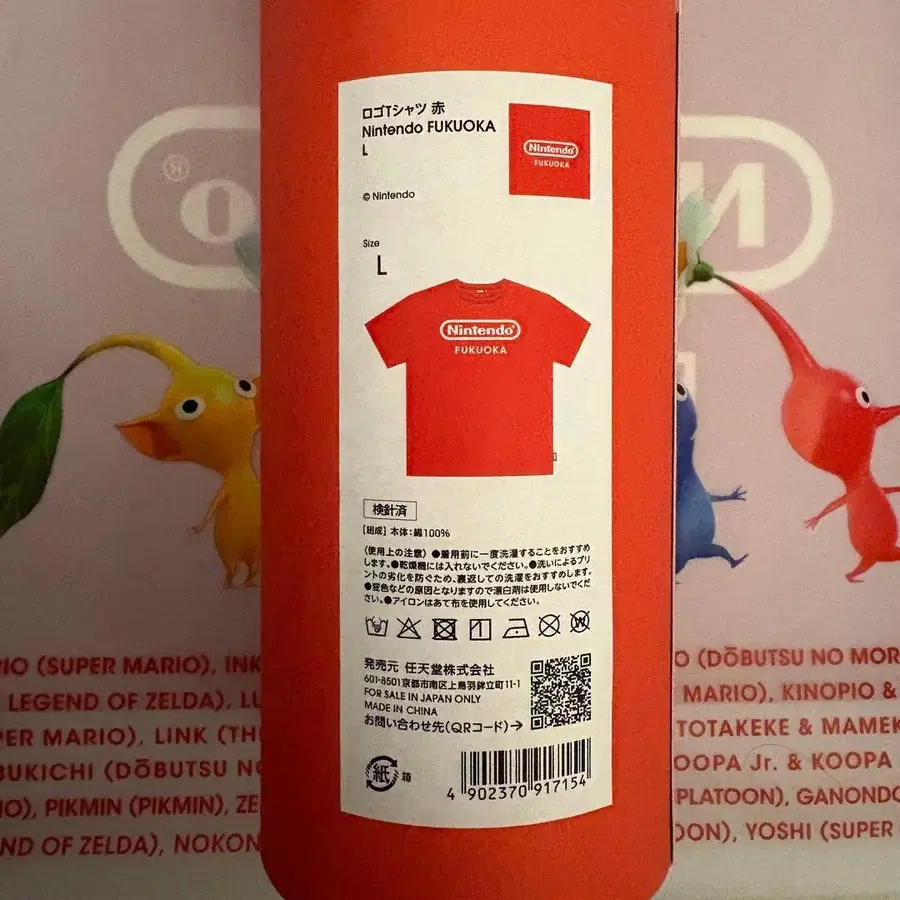 ロゴTシャツ 赤
Nintendo FUKUOKA
L
Nintendo
FUKUOKA
© Nintendo
Size
L
Nintendo®
FUKUOKA
検針済
【組成】本体:綿100%
〈使用上の注意〉●着用前に一度洗濯することをおすすめ
します。●乾燥機には入れないでください。●洗いによるプリ
ントの劣化を防ぐため、裏返しての洗濯をおすすめします。
●変色などの原因となりますので漂白剤は使用しないでくだ
さい。●アイロンはあて布を使用してください。
発売元 任天堂株式会社
601-8501京都市南区上鳥羽鉾立町11-1
FOR SALE IN JAPAN ONLY
MADE IN CHINA
お問い合わせ先(QRコード)→
紙 箱
4 902370 917154
RIO (SUPER MARIO), INK
LEGEND OF ZELDA), LU
PER MARIO), LINK (TH
BUKICHI (DŌBUTSU NO
IO), PIKMIN (PIKMIN), ZE
ND OF ZELDA), NOKON
O (DŌBUTSU NO MOR
MARIO), KINOPIO &
TOTAKEKE & MAMEK
OOPA Jr. & KOOPA
PLATOON), GANONDO
OON), YOSHI (SUPER